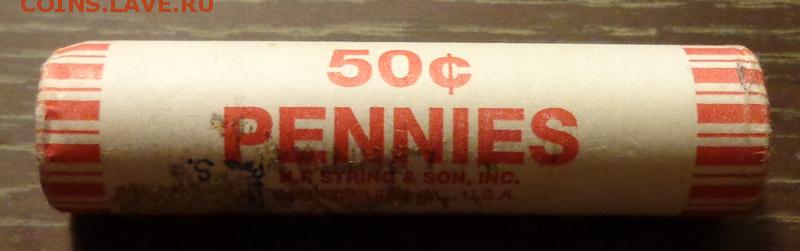 COINS.LAVE.RU
50¢
PENNIES
N.F. STRING & SON, INC.
U.S.A.
S.